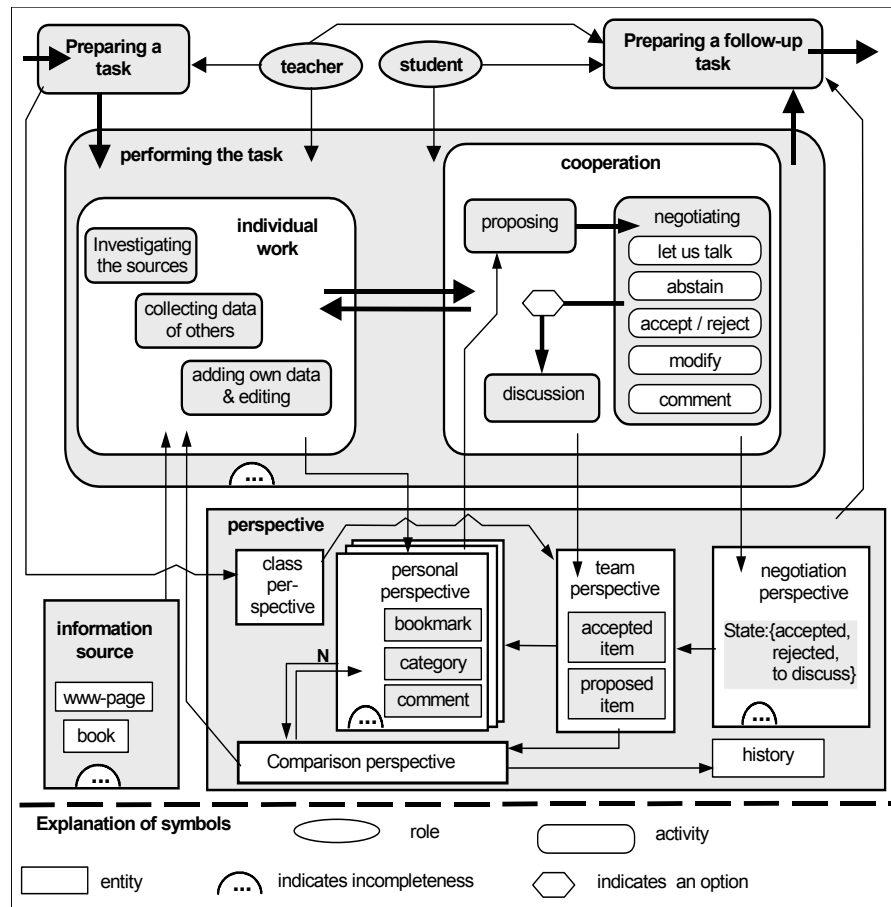 Preparing a
task
teacher
student
Preparing a follow-up
task
performing the task
cooperation
individual
work
Investigating
the sources
collecting data
of others
adding own data
& editing
proposing
negotiating
let us talk
abstain
accept / reject
modify
comment
discussion
...
perspective
class
per-
spective
personal
perspective
bookmark
category
comment
...
N
team
perspective
accepted
item
proposed
item
negotiation
perspective
State:{accepted,
rejected,
to discuss}
...
information
source
www-page
book
...
Comparison perspective
history
Explanation of symbols
role
activity
entity
...
indicates incompleteness
indicates an option